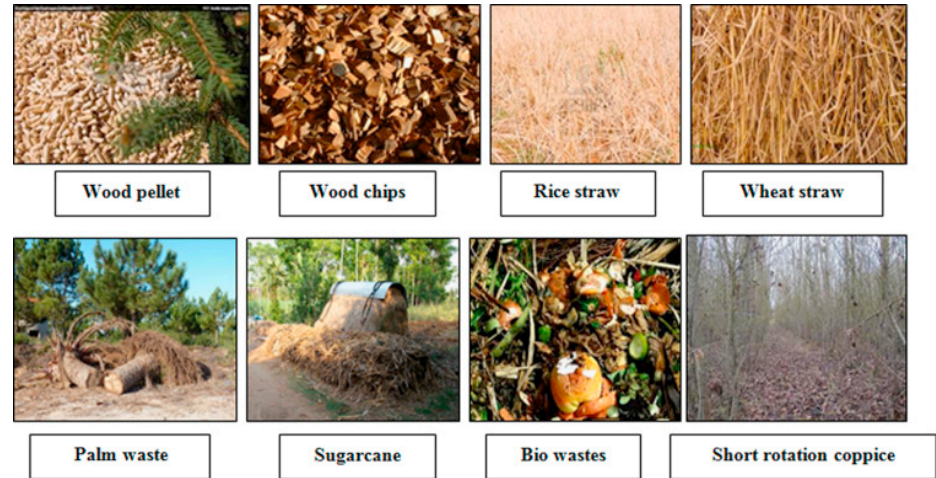 Wood pellet
Wood chips
Rice straw
Wheat straw
Palm waste
Sugarcane
Bio wastes
Short rotation coppice